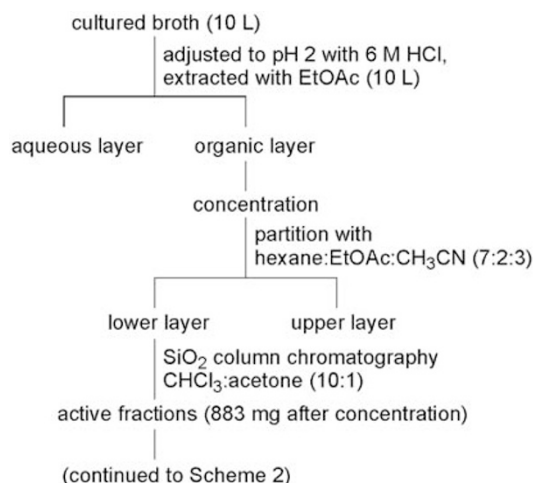 cultured broth (10 L)
adjusted to pH 2 with 6 M HCl,
extracted with EtOAc (10 L)
aqueous layer organic layer
concentration
partition with
hexane:EtOAc:CH₃CN (7:2:3)
lower layer upper layer
SiO₂ column chromatography
CHCl₃:acetone (10:1)
active fractions (883 mg after concentration)
(continued to Scheme 2)